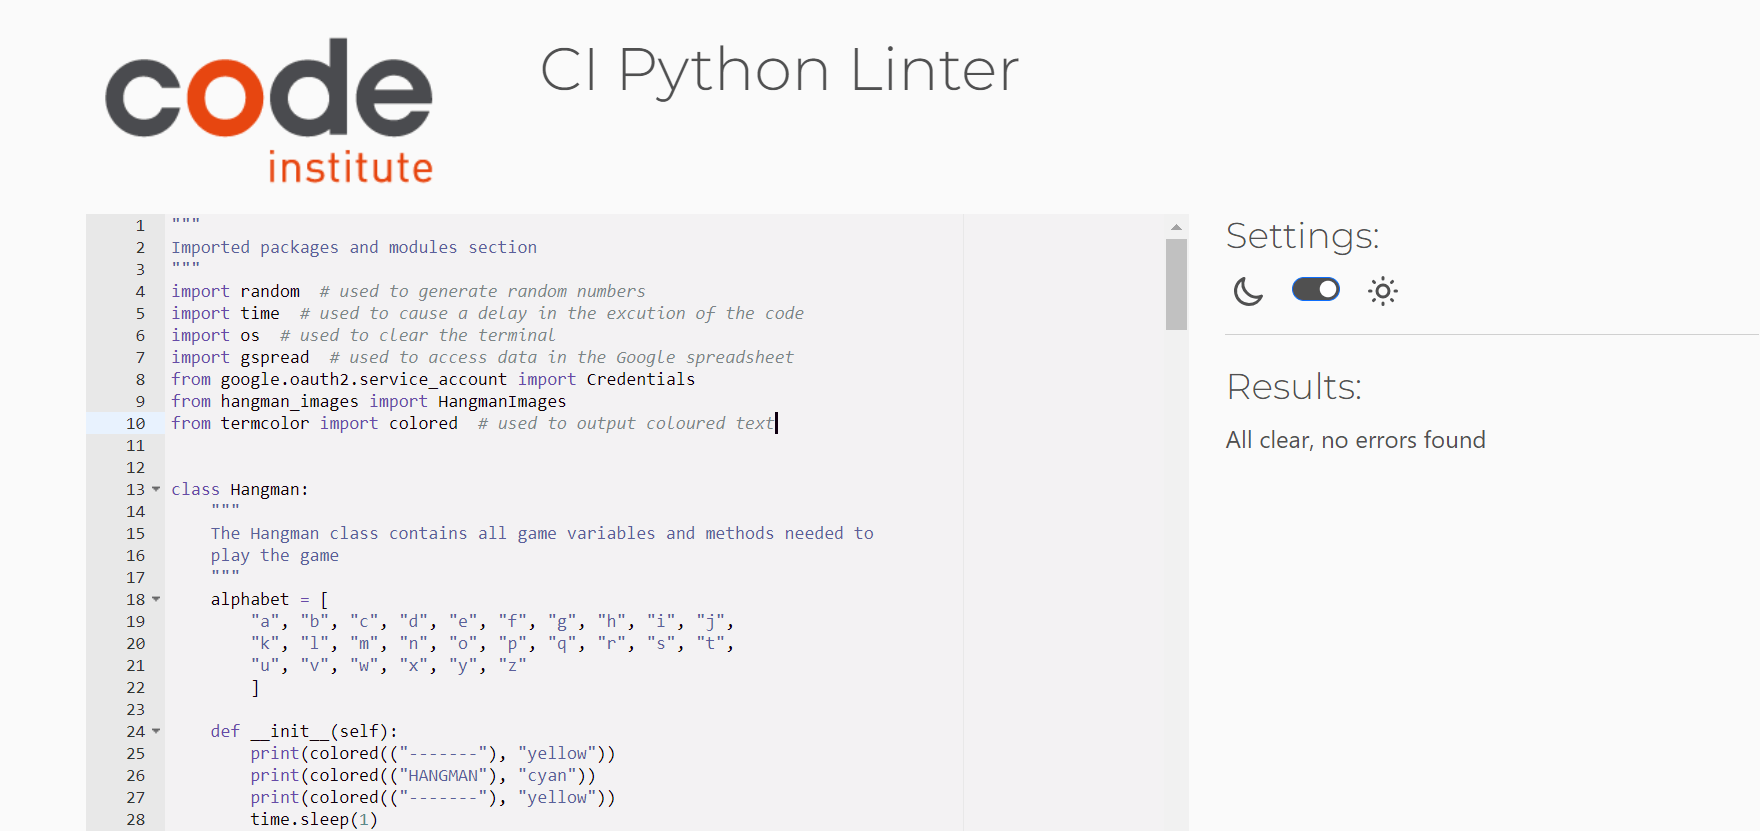 code
institute
CI Python Linter
1 """
2 Imported packages and modules section
3 """
4 import random  # used to generate random numbers
5 import time  # used to cause a delay in the excution of the code
6 import os  # used to clear the terminal
7 import gspread  # used to access data in the Google spreadsheet
8 from google.oauth2.service_account import Credentials
9 from hangman_images import HangmanImages
10 from termcolor import colored  # used to output coloured text
11
12
13 class Hangman:
14     """
15     The Hangman class contains all game variables and methods needed to
16     play the game
17     """
18     alphabet = [
19         "a", "b", "c", "d", "e", "f", "g", "h", "i", "j",
20         "k", "l", "m", "n", "o", "p", "q", "r", "s", "t",
21         "u", "v", "w", "x", "y", "z"
22         ]
23
24     def __init__(self):
25         print(colored(("-------"), "yellow"))
26         print(colored(("HANGMAN"), "cyan"))
27         print(colored(("-------"), "yellow"))
28         time.sleep(1)
Settings:
Results:
All clear, no errors found